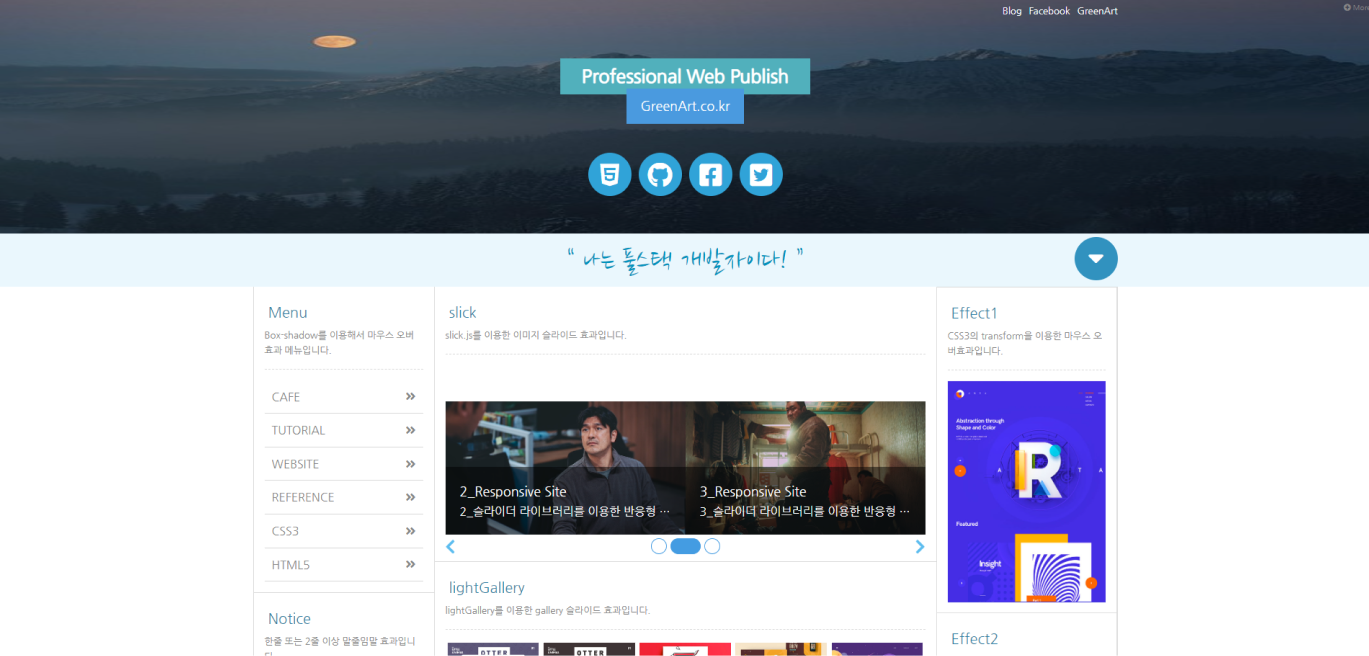 Blog Facebook GreenArt
More
Professional Web Publish
GreenArt.co.kr
“ 나는 풀스택 개발자이다! ”
Menu
Box-shadow를 이용해서 마우스 오버
효과 메뉴입니다.
CAFE
TUTORIAL
WEBSITE
REFERENCE
CSS3
HTML5
Notice
한줄 또는 2줄 이상 말줄임말 효과입니
다.
slick
slick.js를 이용한 이미지 슬라이드 효과입니다.
2_Responsive Site
2_슬라이더 라이브러리를 이용한 반응형 …
3_Responsive Site
3_슬라이더 라이브러리를 이용한 반응형 …
lightGallery
lightGallery를 이용한 gallery 슬라이드 효과입니다.
OTTER
OTTER
Effect1
CSS3의 transform을 이용한 마우스 오
버효과입니다.
Abstraction through
Shape and Color
R
A T A
Featured
Insight
Effect2